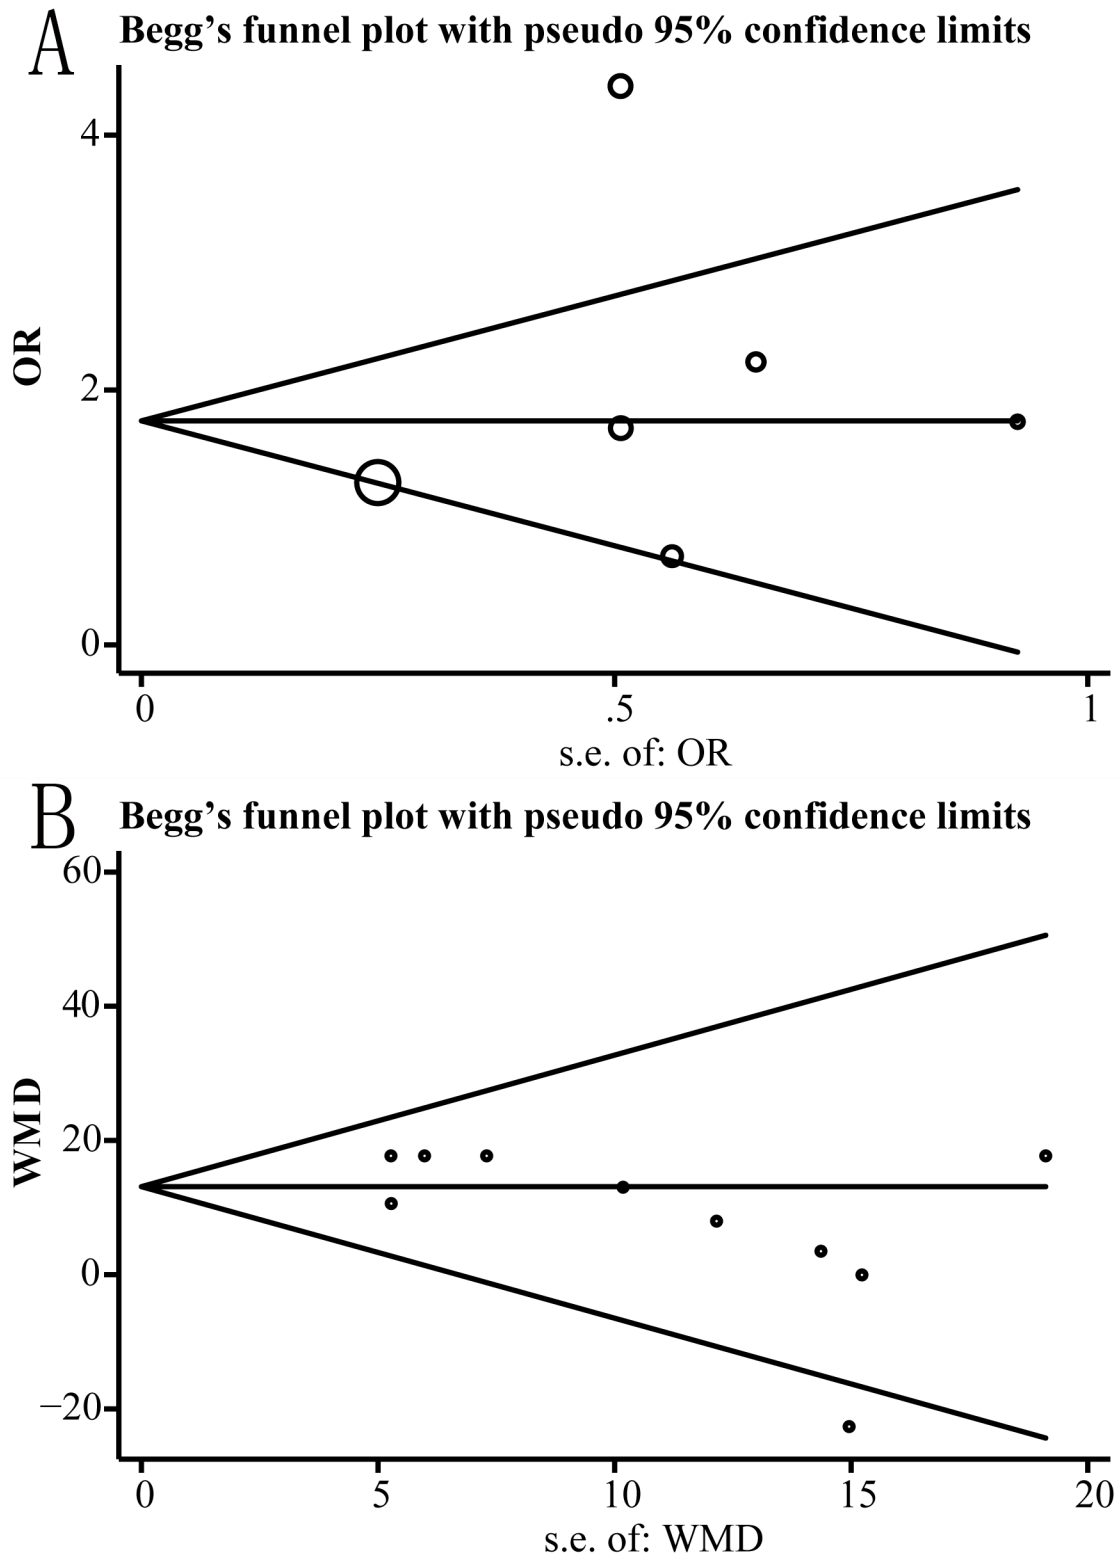 A
Begg’s funnel plot with pseudo 95% confidence limits
4
2
0
OR
0 .5 1
s.e. of: OR
B
Begg’s funnel plot with pseudo 95% confidence limits
60
40
20
0
−20
WMD
0 5 10 15 20
s.e. of: WMD